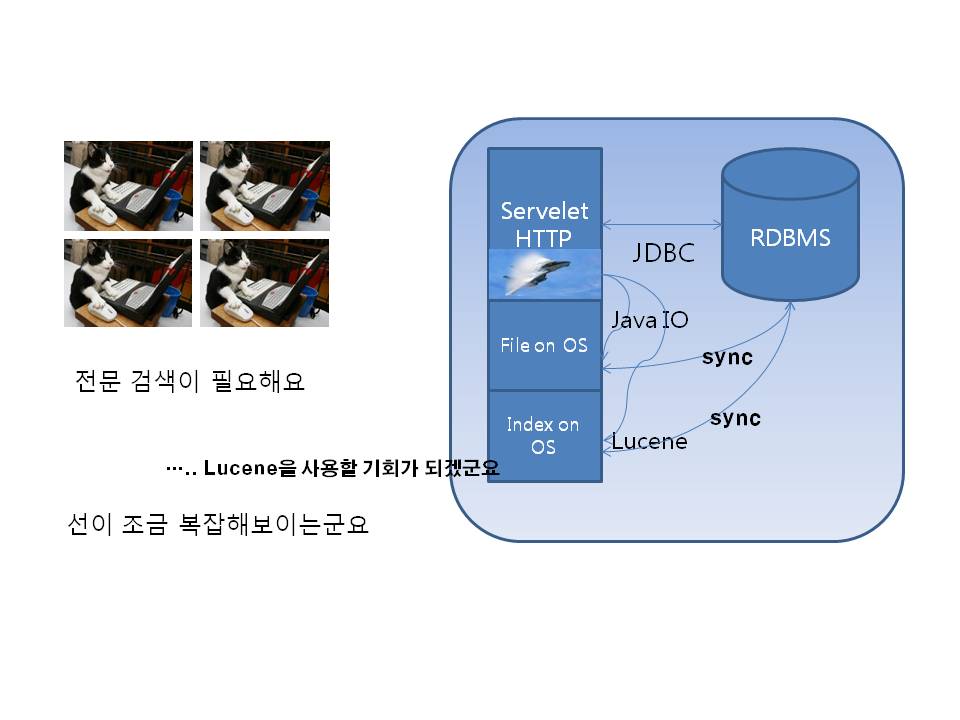 전문 검색이 필요해요
….. Lucene을 사용할 기회가 되겠군요
선이 조금 복잡해보이는군요
Servelet
HTTP
JDBC
RDBMS
Java IO
File on OS
sync
Index on
OS
sync
Lucene